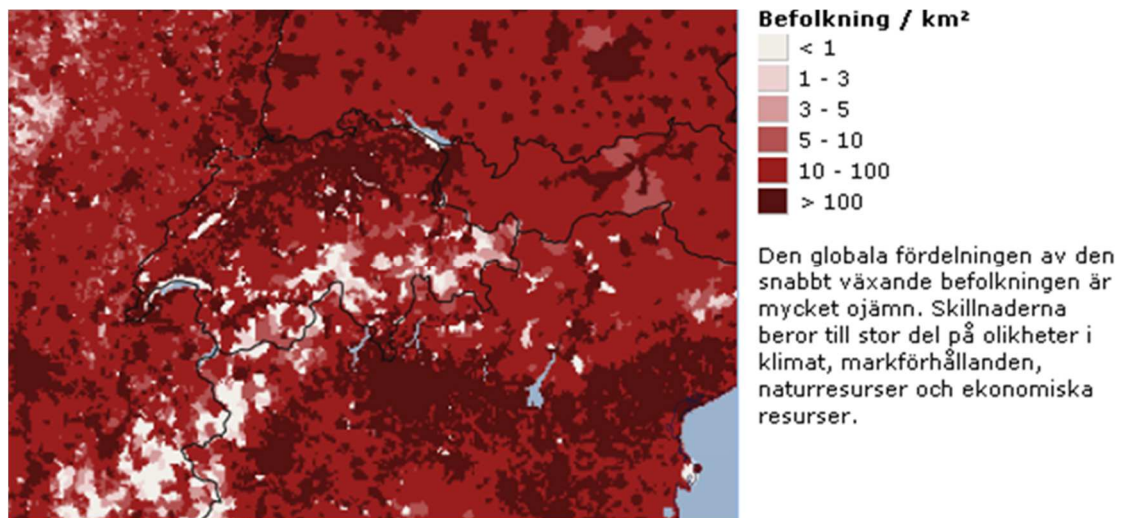 Befolkning / km²
< 1
1 - 3
3 - 5
5 - 10
10 - 100
> 100
Den globala fördelningen av den
snabbt växande befolkningen är
mycket ojämn. Skillnaderna
beror till stor del på olikheter i
klimat, markförhållanden,
naturresurser och ekonomiska
resurser.